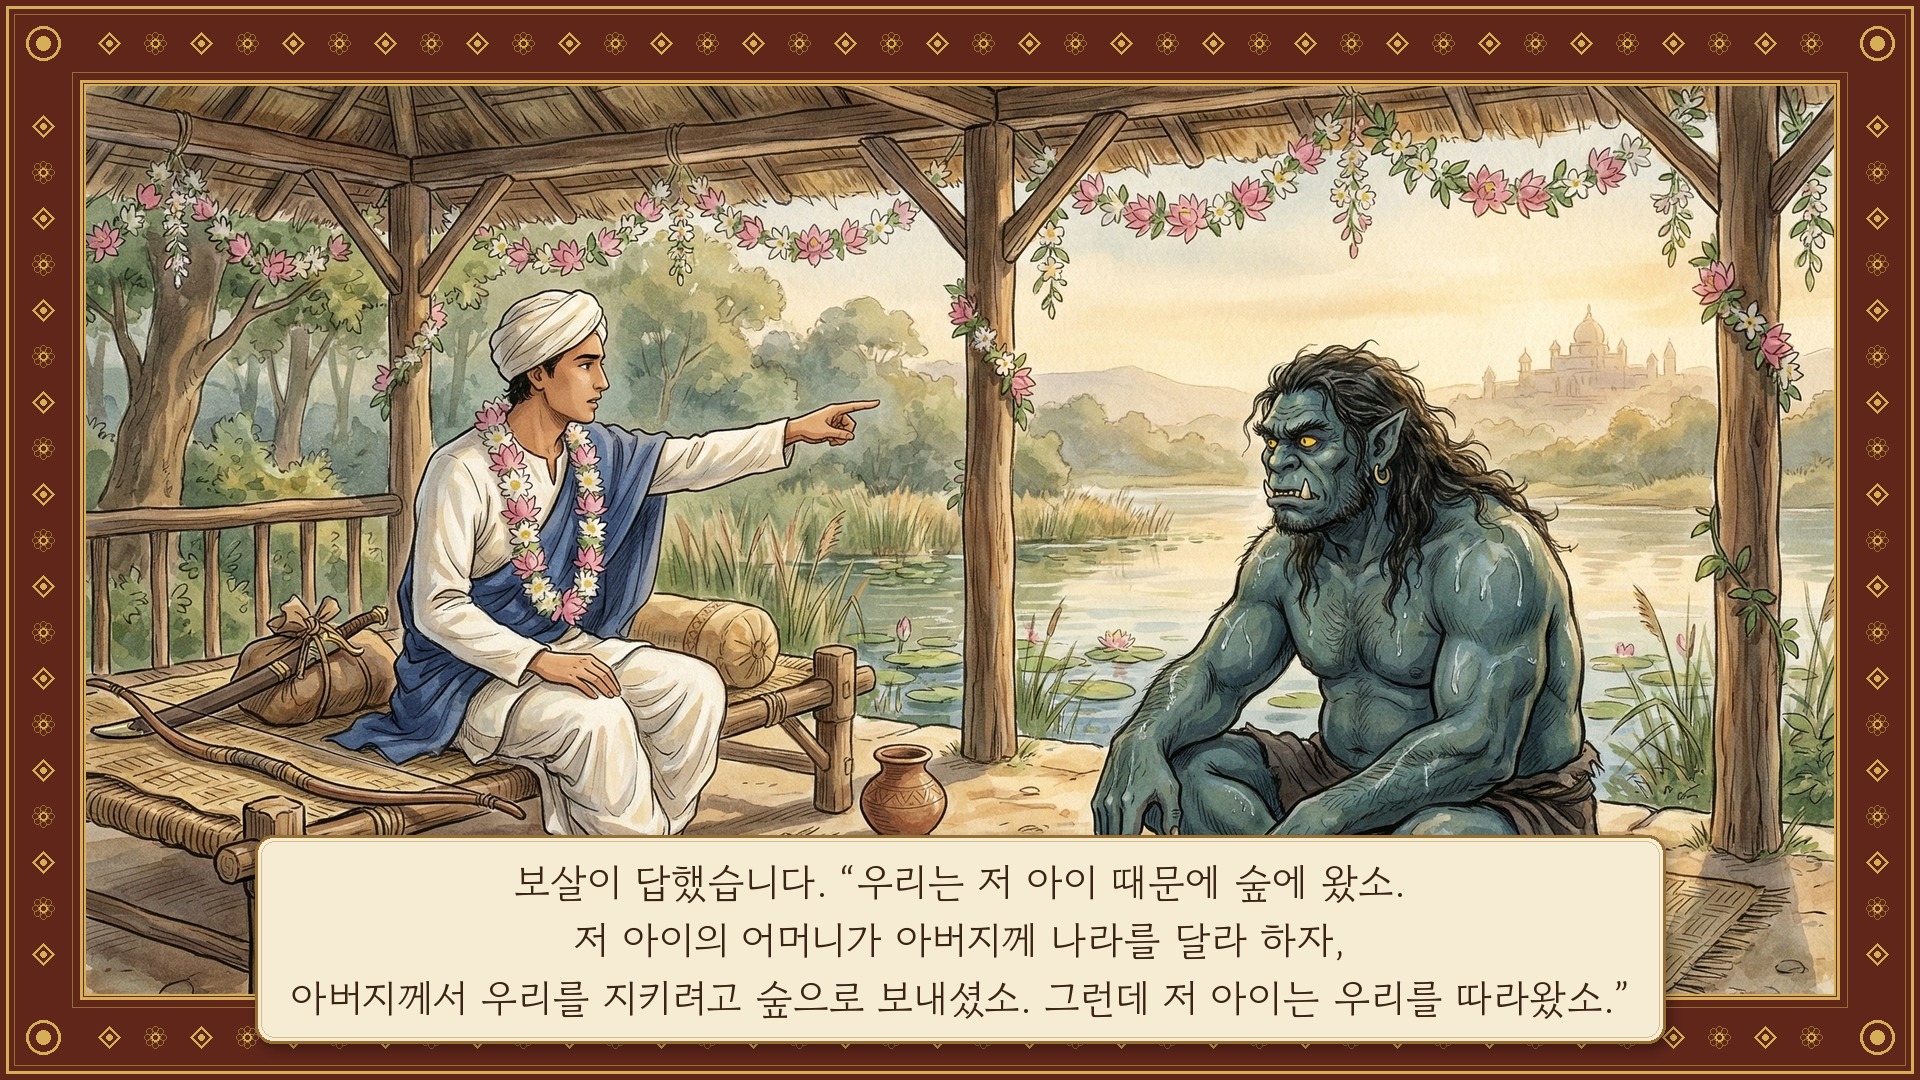 보살이 답했습니다. “우리는 저 아이 때문에 숲에 왔소.
저 아이의 어머니가 아버지께 나라를 달라 하자,
아버지께서 우리를 지키려고 숲으로 보내셨소. 그런데 저 아이는 우리를 따라왔소.”